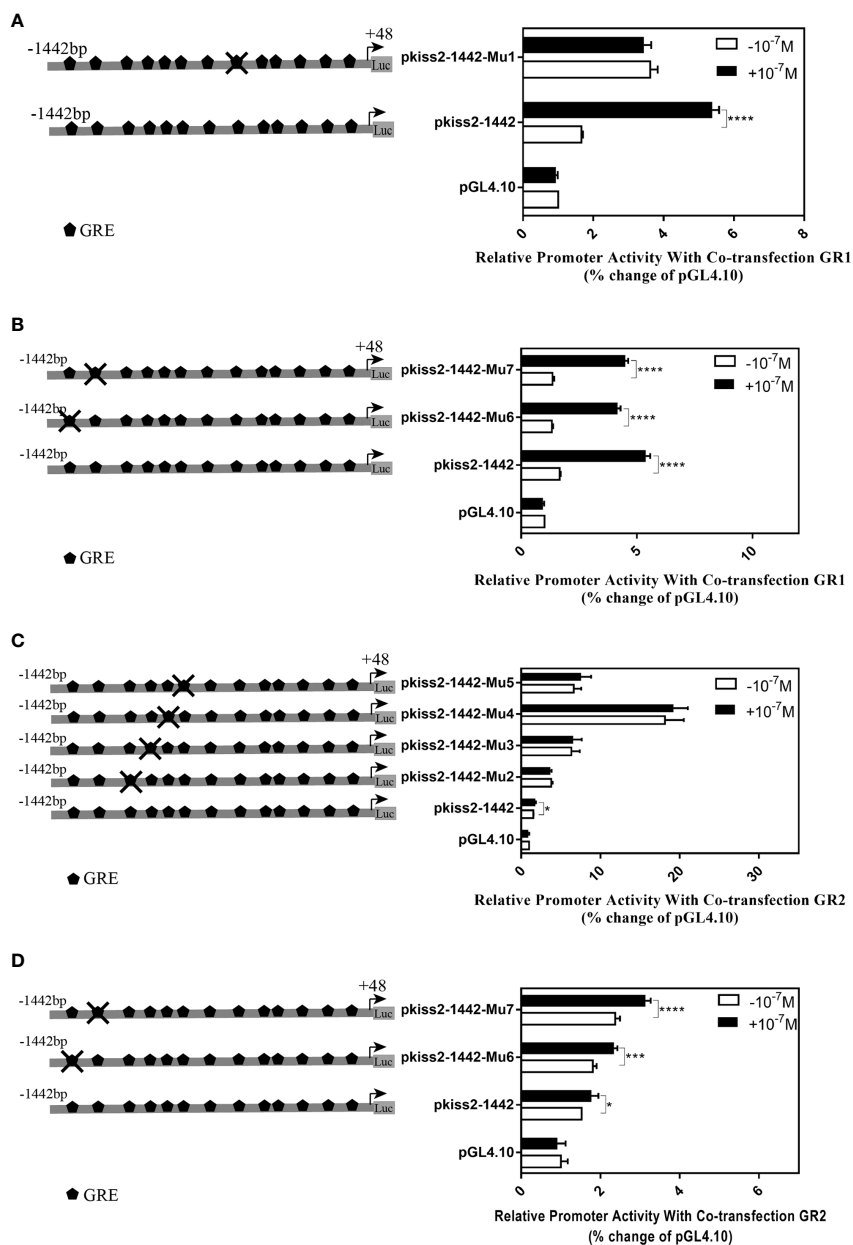 A
-1442bp
+48
Luc
-1442bp
Luc
GRE
pkiss2-1442-Mu1
pkiss2-1442
pGL4.10
-10⁻⁷M
+10⁻⁷M
****
0 2 4 6 8
Relative Promoter Activity With Co-transfection GR1
(% change of pGL4.10)
B
-1442bp
+48
Luc
-1442bp
Luc
-1442bp
Luc
GRE
pkiss2-1442-Mu7
pkiss2-1442-Mu6
pkiss2-1442
pGL4.10
-10⁻⁷M
+10⁻⁷M
****
****
****
0 5 10
Relative Promoter Activity With Co-transfection GR1
(% change of pGL4.10)
C
-1442bp
+48
Luc
-1442bp
Luc
-1442bp
Luc
-1442bp
Luc
-1442bp
Luc
GRE
pkiss2-1442-Mu5
pkiss2-1442-Mu4
pkiss2-1442-Mu3
pkiss2-1442-Mu2
pkiss2-1442
pGL4.10
-10⁻⁷M
+10⁻⁷M
*
0 10 20 30
Relative Promoter Activity With Co-transfection GR2
(% change of pGL4.10)
D
-1442bp
+48
Luc
-1442bp
Luc
-1442bp
Luc
GRE
pkiss2-1442-Mu7
pkiss2-1442-Mu6
pkiss2-1442
pGL4.10
-10⁻⁷M
+10⁻⁷M
****
***
*
0 2 4 6
Relative Promoter Activity With Co-transfection GR2
(% change of pGL4.10)